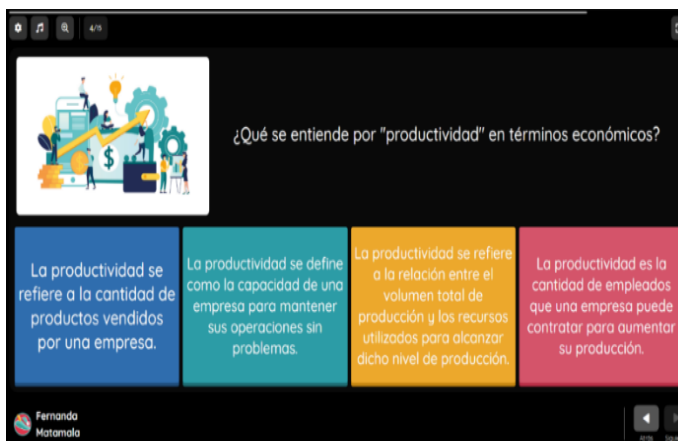 4/15
¿Qué se entiende por "productividad" en términos económicos?
$
La productividad se
refiere a la cantidad de
productos vendidos
por una empresa.
La productividad se define
como la capacidad de una
empresa para mantener
sus operaciones sin
problemas.
La productividad se refiere
a la relación entre el
volumen total de
producción y los recursos
utilizados para alcanzar
dicho nivel de producción.
La productividad es la
cantidad de empleados
que una empresa puede
contratar para aumentar
su producción.
Fernanda
Matamala
Atrás